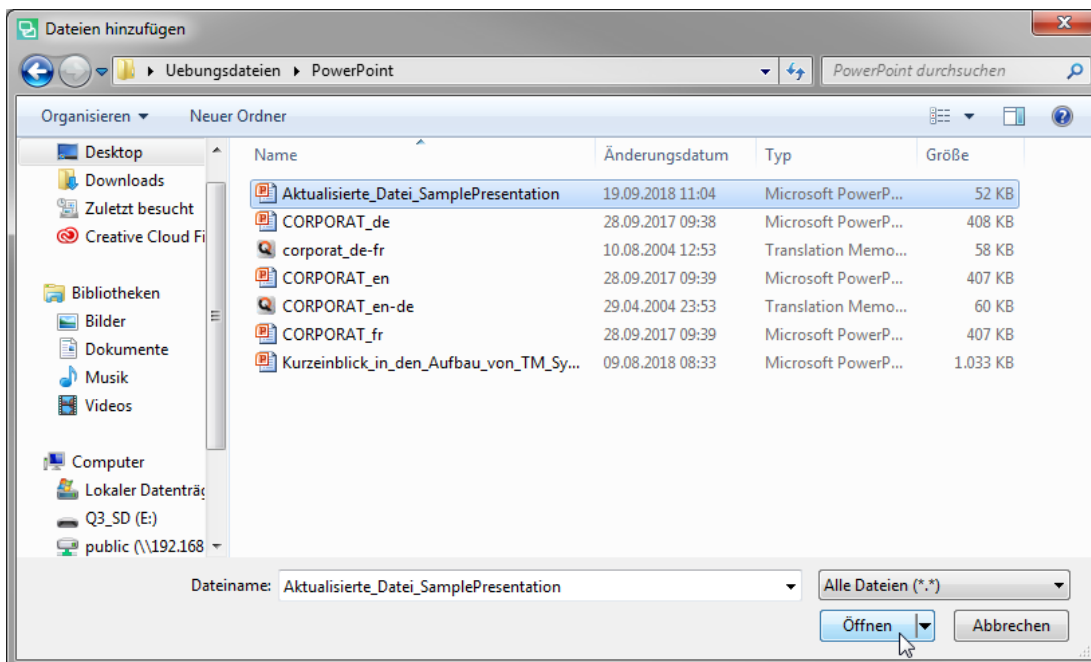 Dateien hinzufügen
Uebungsdateien PowerPoint PowerPoint durchsuchen
Organisieren Neuer Ordner
Desktop
Downloads
Zuletzt besucht
Creative Cloud Fi
Bibliotheken
Bilder
Dokumente
Musik
Videos
Computer
Lokaler Datenträg
Q3_SD (E:)
public (\\192.168
Name Änderungsdatum Typ Größe
Aktualisierte_Datei_SamplePresentation 19.09.2018 11:04 Microsoft PowerP... 52 KB
CORPORAT_de 28.09.2017 09:38 Microsoft PowerP... 408 KB
corporat_de-fr 10.08.2004 12:53 Translation Memo... 58 KB
CORPORAT_en 28.09.2017 09:39 Microsoft PowerP... 407 KB
CORPORAT_en-de 29.04.2004 23:53 Translation Memo... 60 KB
CORPORAT_fr 28.09.2017 09:39 Microsoft PowerP... 407 KB
Kurzeinblick_in_den_Aufbau_von_TM_Sy... 09.08.2018 08:33 Microsoft PowerP... 1.033 KB
Dateiname: Aktualisierte_Datei_SamplePresentation Alle Dateien (*.*)
Öffnen Abbrechen